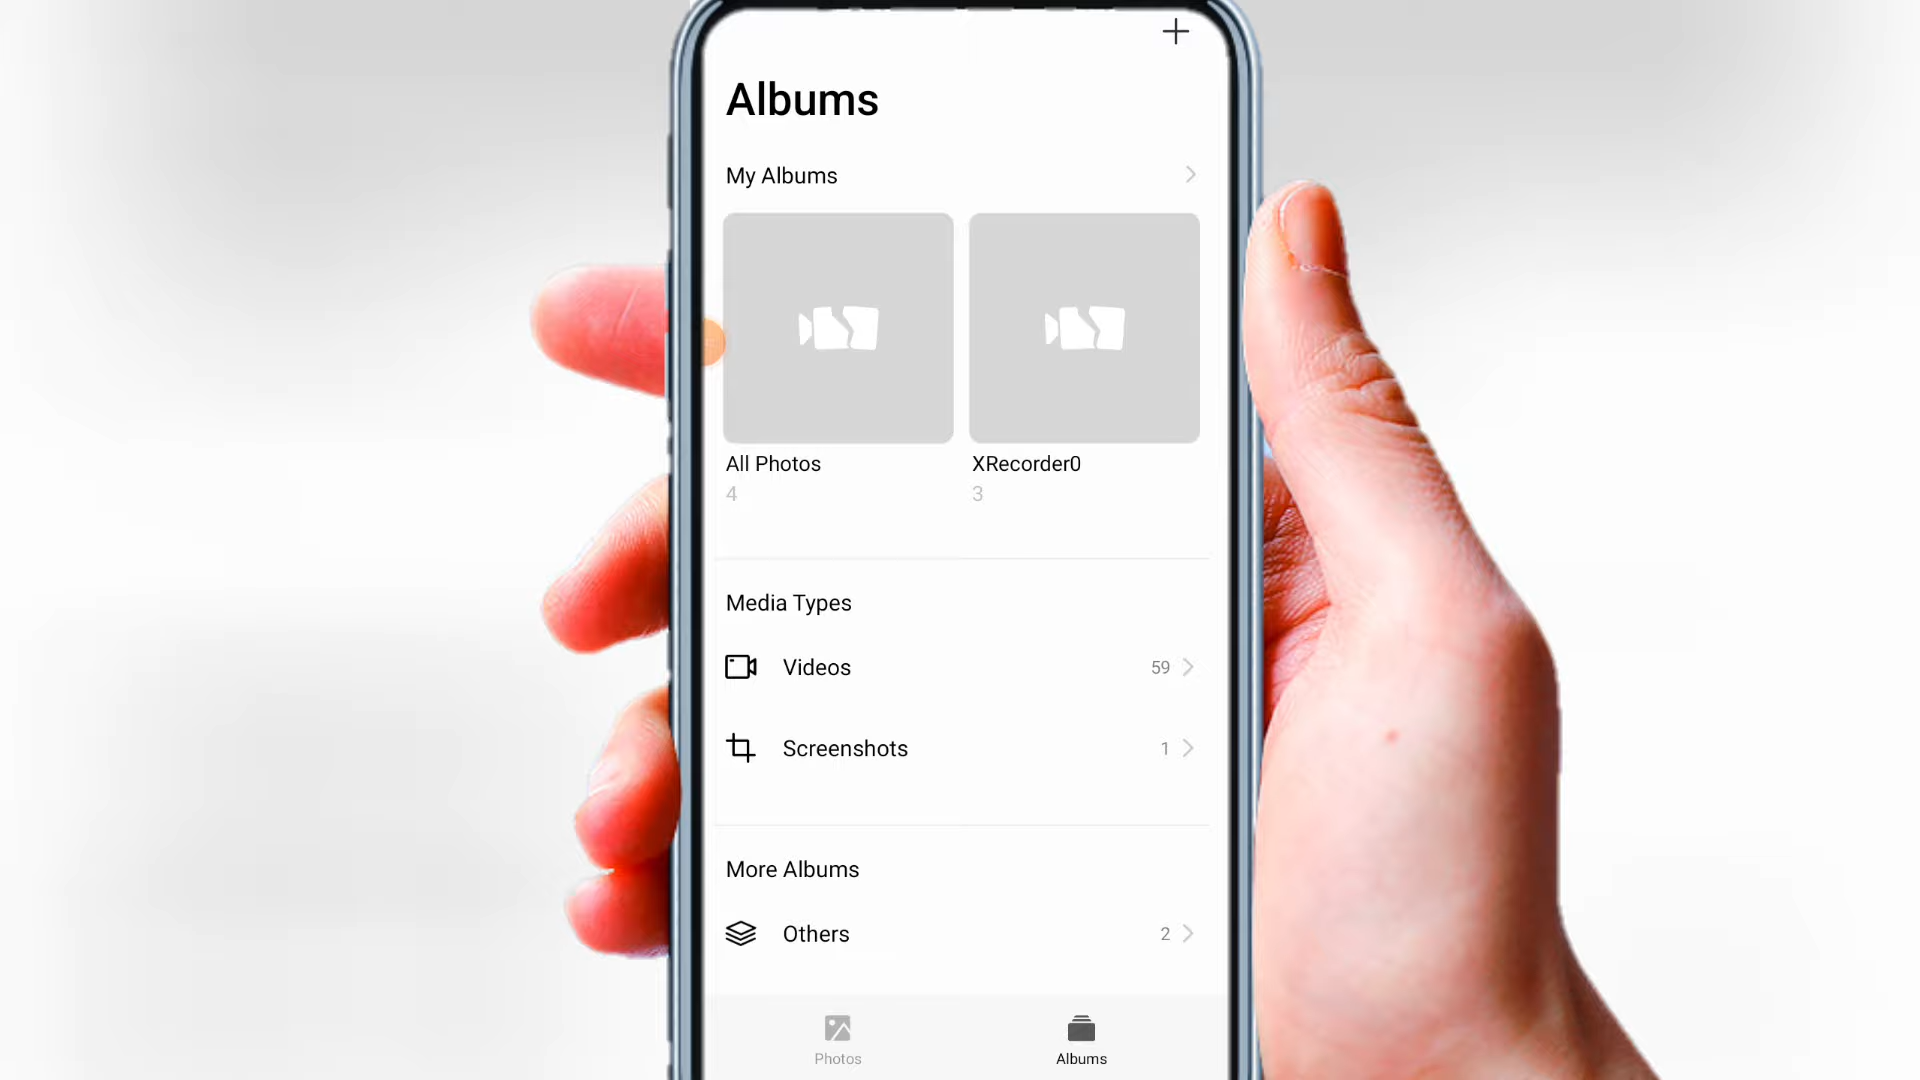 Albums
My Albums
All Photos
4
XRecorder0
3
Media Types
Videos
59
Screenshots
1
More Albums
Others
2
Photos
Albums